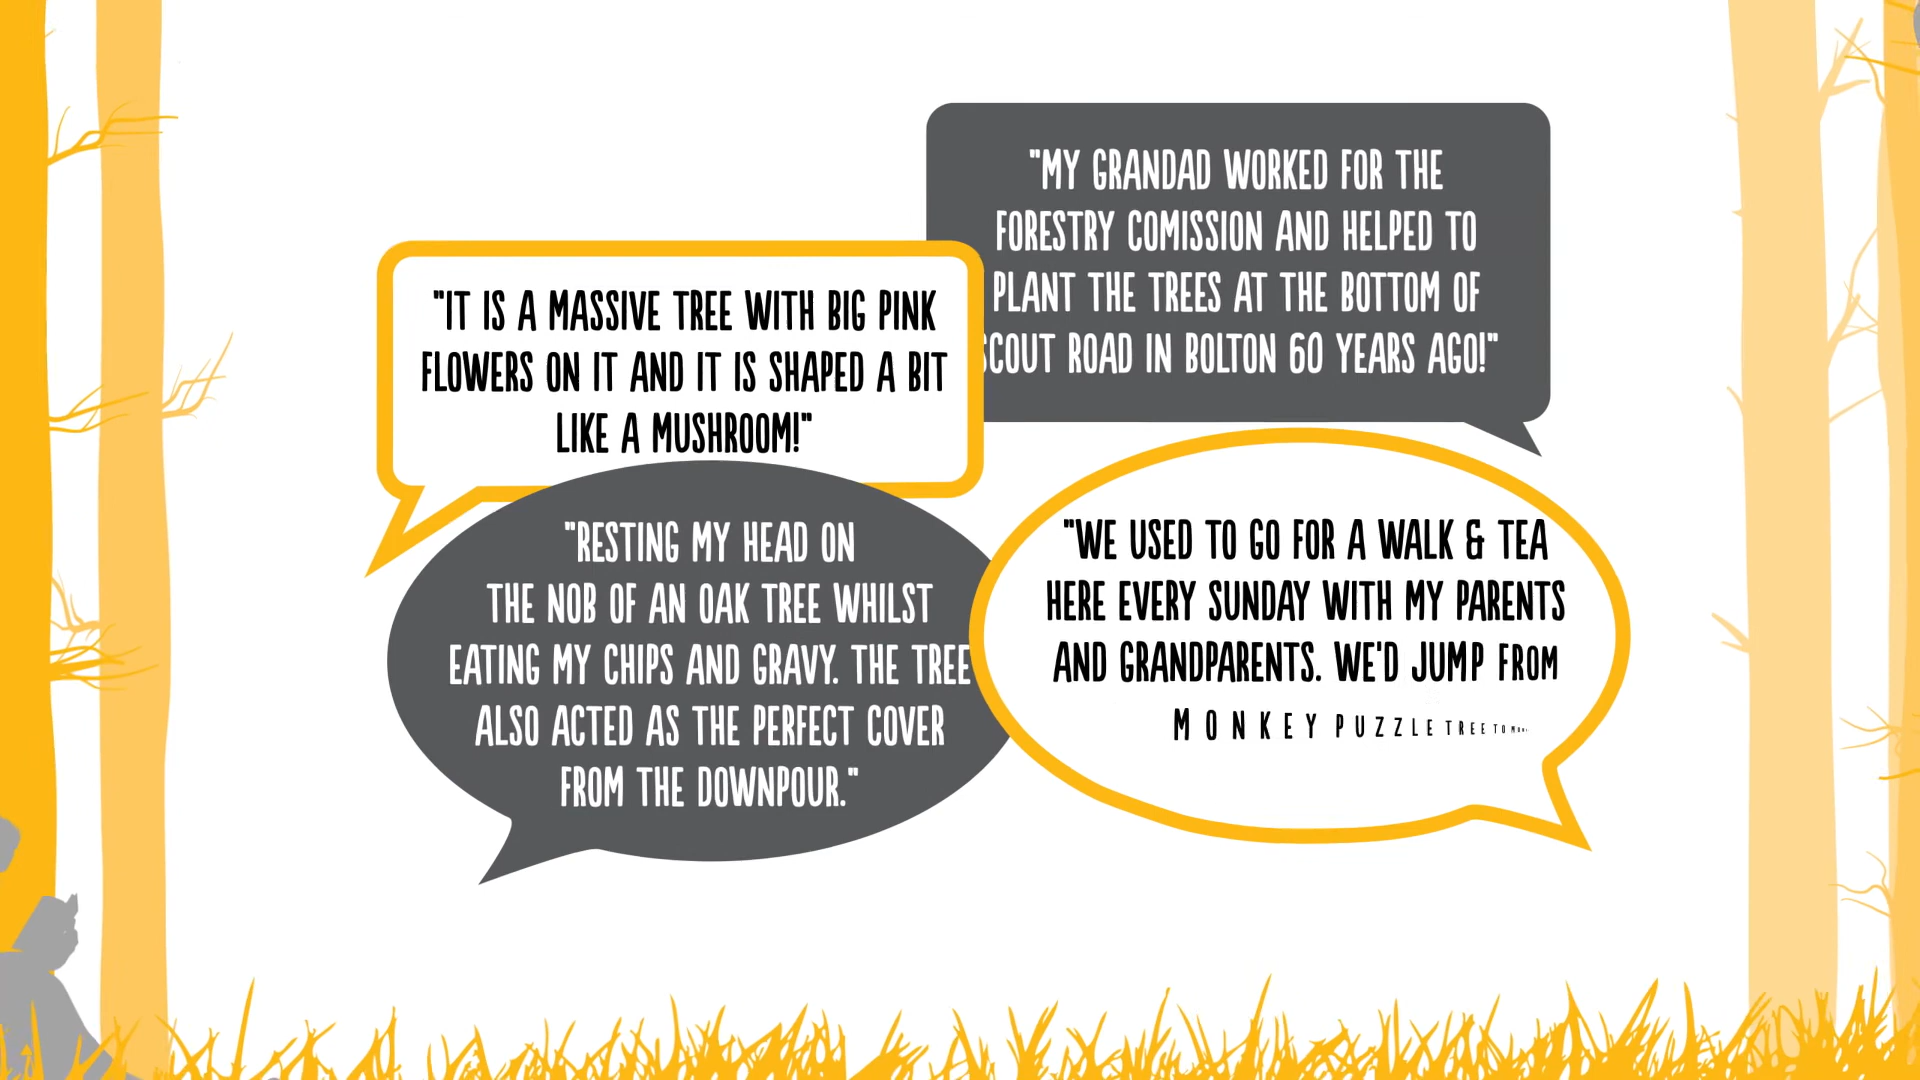 "MY GRANDAD WORKED FOR THE
FORESTRY COMISSION AND HELPED TO
PLANT THE TREES AT THE BOTTOM OF
SCOUT ROAD IN BOLTON 60 YEARS AGO!"
"IT IS A MASSIVE TREE WITH BIG PINK
FLOWERS ON IT AND IT IS SHAPED A BIT
LIKE A MUSHROOM!"
"RESTING MY HEAD ON
THE NOB OF AN OAK TREE WHILST
EATING MY CHIPS AND GRAVY. THE TREE
ALSO ACTED AS THE PERFECT COVER
FROM THE DOWNPOUR."
"WE USED TO GO FOR A WALK & TEA
HERE EVERY SUNDAY WITH MY PARENTS
AND GRANDPARENTS. WE'D JUMP FROM
MONKEY PUZZLE TREE TO